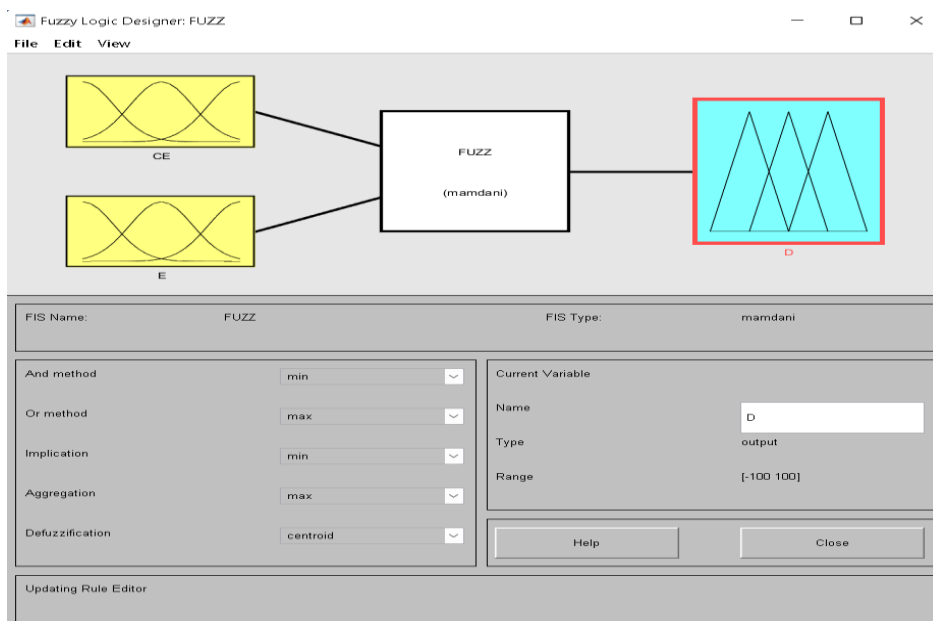 Fuzzy Logic Designer: FUZZ
File Edit View
CE
E
FUZZ
(mamdani)
D
FIS Name: FUZZ FIS Type: mamdani
And method min
Or method max
Implication min
Aggregation max
Defuzzification centroid
Current Variable
Name D
Type output
Range [-100 100]
Help Close
Updating Rule Editor